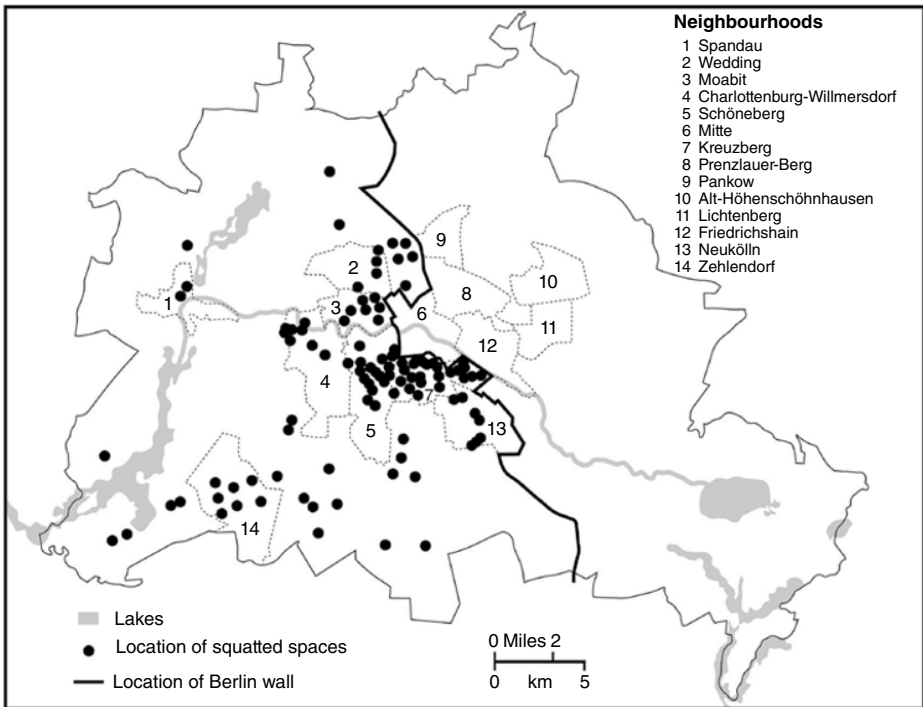 Neighbourhoods
1 Spandau
2 Wedding
3 Moabit
4 Charlottenburg-Willmersdorf
5 Schöneberg
6 Mitte
7 Kreuzberg
8 Prenzlauer-Berg
9 Pankow
10 Alt-Höhenschöhnhausen
11 Lichtenberg
12 Friedrichshain
13 Neukölln
14 Zehlendorf
9
2
10
8
1
3
6
11
12
4
7
5
13
14
Lakes
Location of squatted spaces
Location of Berlin wall
0 Miles 2
0 km 5